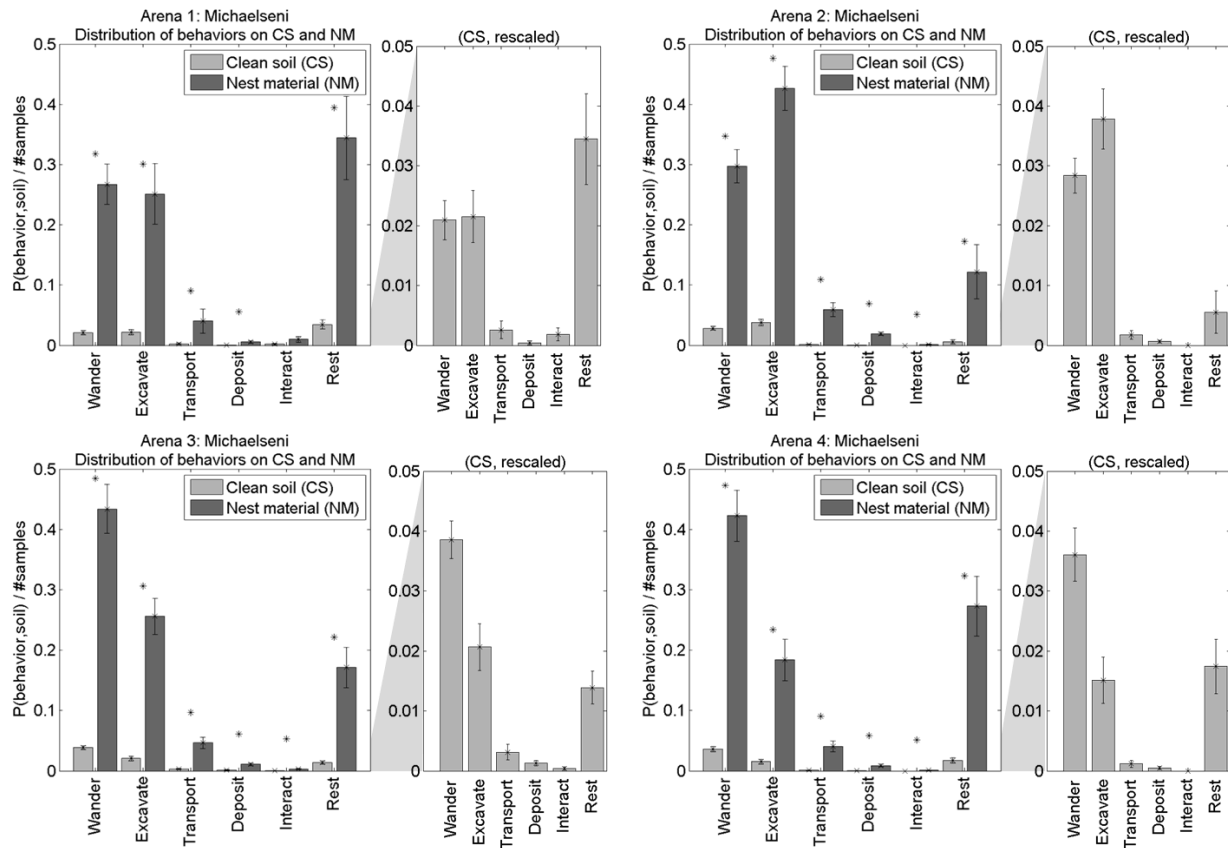 Arena 1: Michaelseni
Distribution of behaviors on CS and NM
(CS, rescaled)
P(behavior,soil) / #samples
0.5
0.4
0.3
0.2
0.1
0
Clean soil (CS)
Nest material (NM)
Wander
Excavate
Transport
Deposit
Interact
Rest
0.05
0.04
0.03
0.02
0.01
0
Wander
Excavate
Transport
Deposit
Interact
Rest
Arena 2: Michaelseni
Distribution of behaviors on CS and NM
(CS, rescaled)
P(behavior,soil) / #samples
0.5
0.4
0.3
0.2
0.1
0
Clean soil (CS)
Nest material (NM)
Wander
Excavate
Transport
Deposit
Interact
Rest
0.05
0.04
0.03
0.02
0.01
0
Wander
Excavate
Transport
Deposit
Interact
Rest
Arena 3: Michaelseni
Distribution of behaviors on CS and NM
(CS, rescaled)
P(behavior,soil) / #samples
0.5
0.4
0.3
0.2
0.1
0
Clean soil (CS)
Nest material (NM)
Wander
Excavate
Transport
Deposit
Interact
Rest
0.05
0.04
0.03
0.02
0.01
0
Wander
Excavate
Transport
Deposit
Interact
Rest
Arena 4: Michaelseni
Distribution of behaviors on CS and NM
(CS, rescaled)
P(behavior,soil) / #samples
0.5
0.4
0.3
0.2
0.1
0
Clean soil (CS)
Nest material (NM)
Wander
Excavate
Transport
Deposit
Interact
Rest
0.05
0.04
0.03
0.02
0.01
0
Wander
Excavate
Transport
Deposit
Interact
Rest